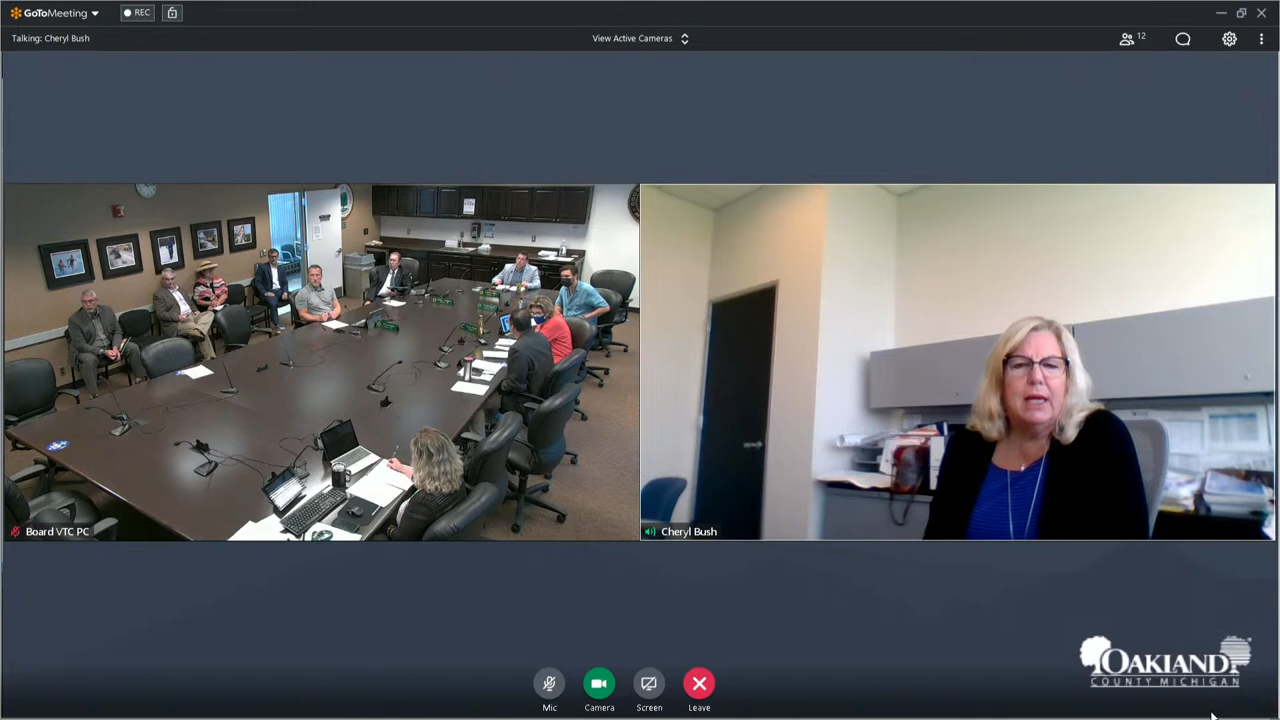 GoToMeeting
REC
Talking: Cheryl Bush
View Active Cameras
12
Board VTC PC
Cheryl Bush
OAKLAND
COUNTY MICHIGAN
Mic
Camera
Screen
Leave